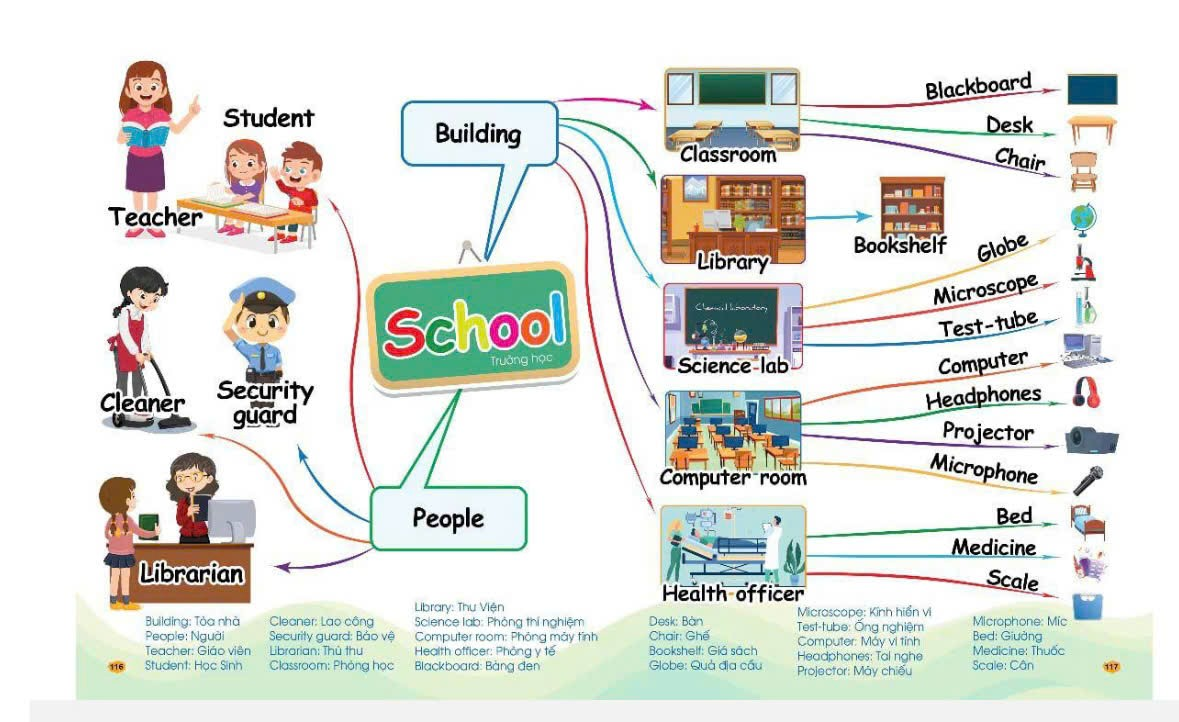 Student
Teacher
Cleaner
Security
guard
Librarian
Building
School
Trường học
People
Classroom
Blackboard
Desk
Chair
Library
Bookshelf
Chemical laboratory
Science lab
Globe
Microscope
Test-tube
Computer room
Computer
Headphones
Projector
Microphone
Health officer
Bed
Medicine
Scale
Building: Tòa nhà
People: Người
Teacher: Giáo viên
Student: Học Sinh
Cleaner: Lao công
Security guard: Bảo vệ
Librarian: Thủ thư
Classroom: Phòng học
Library: Thư Viện
Science lab: Phòng thí nghiệm
Computer room: Phòng máy tính
Health officer: Phòng y tế
Blackboard: Bảng đen
Desk: Bàn
Chair: Ghế
Bookshelf: Giá sách
Globe: Quả địa cầu
Microscope: Kính hiển vi
Test-tube: Ống nghiệm
Computer: Máy vi tính
Headphones: Tai nghe
Projector: Máy chiếu
Microphone: Míc
Bed: Giường
Medicine: Thuốc
Scale: Cân
116
117